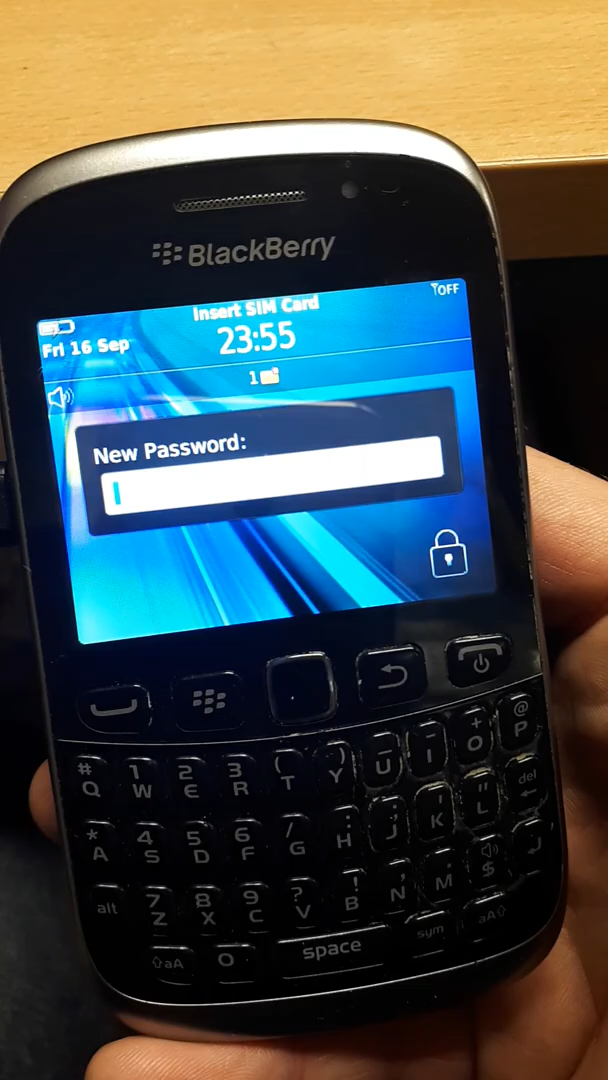 BlackBerry
Insert SIM Card
OFF
Fri 16 Sep
23:55
1
New Password:
# 1 2 3 ( ) _ - + @
Q W E R T Y U I O P
* 4 5 6 / : ; ' " del
A S D F G H J K L
alt 7 8 9 ? ! , . $
Z X C V B N M
aA 0 space sym aA